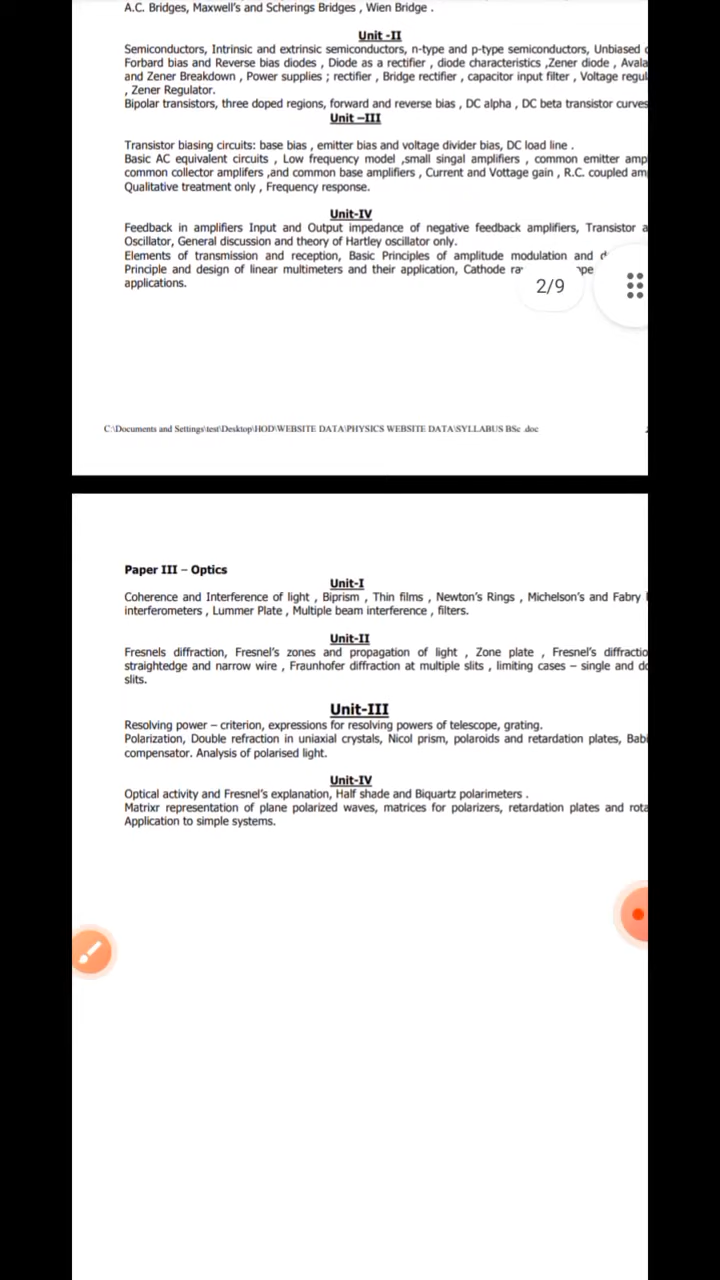 A.C. Bridges, Maxwell's and Scherings Bridges , Wien Bridge .
Unit -II
Semiconductors, Intrinsic and extrinsic semiconductors, n-type and p-type semiconductors, Unbiased
Forbard bias and Reverse bias diodes , Diode as a rectifier , diode characteristics ,Zener diode , Avala
and Zener Breakdown , Power supplies ; rectifier , Bridge rectifier , capacitor input filter , Voltage regul
, Zener Regulator.
Bipolar transistors, three doped regions, forward and reverse bias , DC alpha , DC beta transistor curves
Unit –III
Transistor biasing circuits: base bias , emitter bias and voltage divider bias, DC load line .
Basic AC equivalent circuits , Low frequency model ,small singal amplifiers , common emitter amp
common collector amplifers ,and common base amplifiers , Current and Vottage gain , R.C. coupled am
Qualitative treatment only , Frequency response.
Unit-IV
Feedback in amplifiers Input and Output impedance of negative feedback amplifiers, Transistor a
Oscillator, General discussion and theory of Hartley oscillator only.
Elements of transmission and reception, Basic Principles of amplitude modulation and
Principle and design of linear multimeters and their application, Cathode ra ope
applications.
2/9
C:\Documents and Settings\test\Desktop\HOD\WEBSITE DATA\PHYSICS WEBSITE DATA\SYLLABUS BSc .doc
Paper III – Optics
Unit-I
Coherence and Interference of light , Biprism , Thin films , Newton's Rings , Michelson's and Fabry
interferometers , Lummer Plate , Multiple beam interference , filters.
Unit-II
Fresnels diffraction, Fresnel's zones and propagation of light , Zone plate , Fresnel's diffractio
straightedge and narrow wire , Fraunhofer diffraction at multiple slits , limiting cases – single and do
slits.
Unit-III
Resolving power – criterion, expressions for resolving powers of telescope, grating.
Polarization, Double refraction in uniaxial crystals, Nicol prism, polaroids and retardation plates, Babi
compensator. Analysis of polarised light.
Unit-IV
Optical activity and Fresnel's explanation, Half shade and Biquartz polarimeters .
Matrixr representation of plane polarized waves, matrices for polarizers, retardation plates and rota
Application to simple systems.